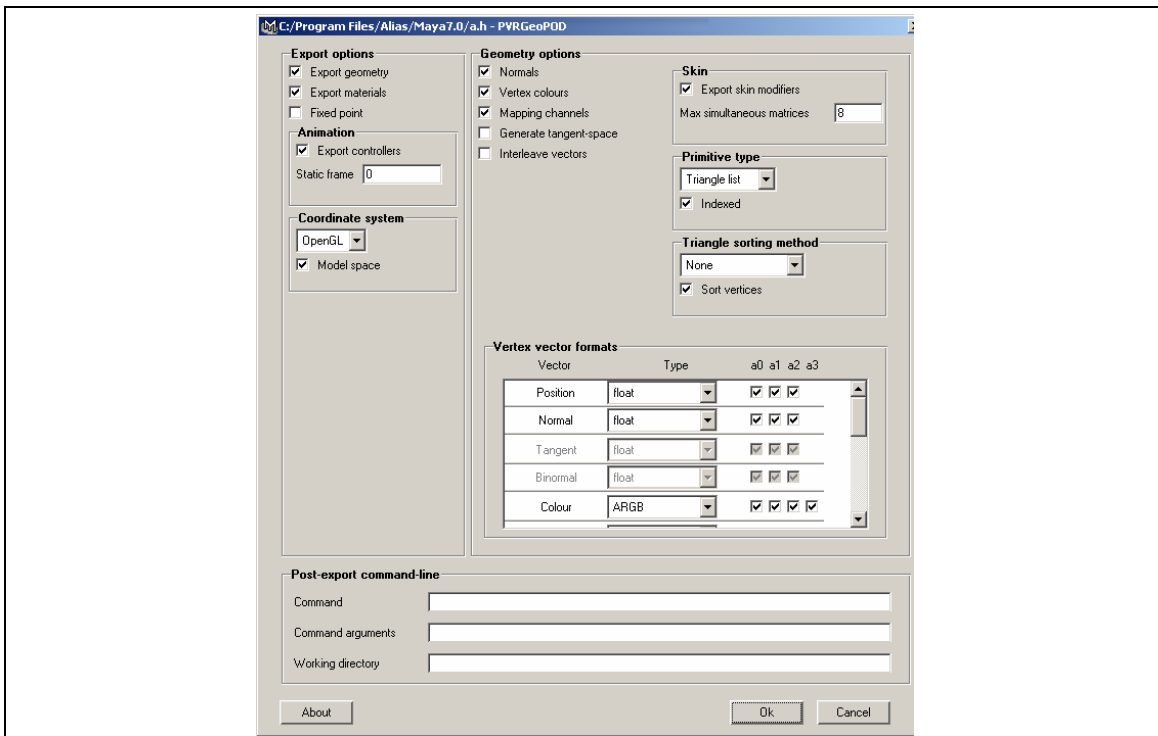 C:/Program Files/Alias/Maya7.0/a.h - PVRGeoPOD
Export options
Export geometry
Export materials
Fixed point
Animation
Export controllers
Static frame 0
Coordinate system
OpenGL
Model space
Geometry options
Normals
Vertex colours
Mapping channels
Generate tangent-space
Interleave vectors
Skin
Export skin modifiers
Max simultaneous matrices 8
Primitive type
Triangle list
Indexed
Triangle sorting method
None
Sort vertices
Vertex vector formats
Vector Type a0 a1 a2 a3
Position float
Normal float
Tangent float
Binormal float
Colour ARGB
Post-export command-line
Command
Command arguments
Working directory
About Ok Cancel